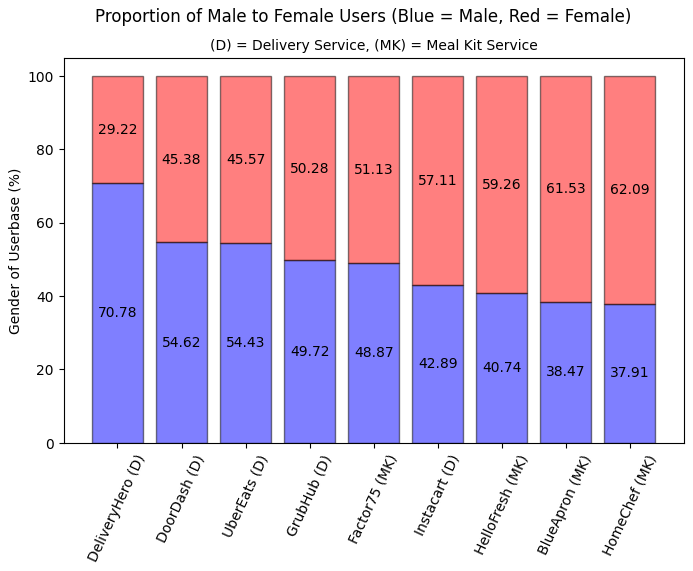 Proportion of Male to Female Users (Blue = Male, Red = Female)
(D) = Delivery Service, (MK) = Meal Kit Service
Gender of Userbase (%)
100
80
60
40
20
0
29.22
45.38
45.57
50.28
51.13
57.11
59.26
61.53
62.09
70.78
54.62
54.43
49.72
48.87
42.89
40.74
38.47
37.91
DeliveryHero (D)
DoorDash (D)
UberEats (D)
GrubHub (D)
Factor75 (MK)
Instacart (D)
HelloFresh (MK)
BlueApron (MK)
HomeChef (MK)